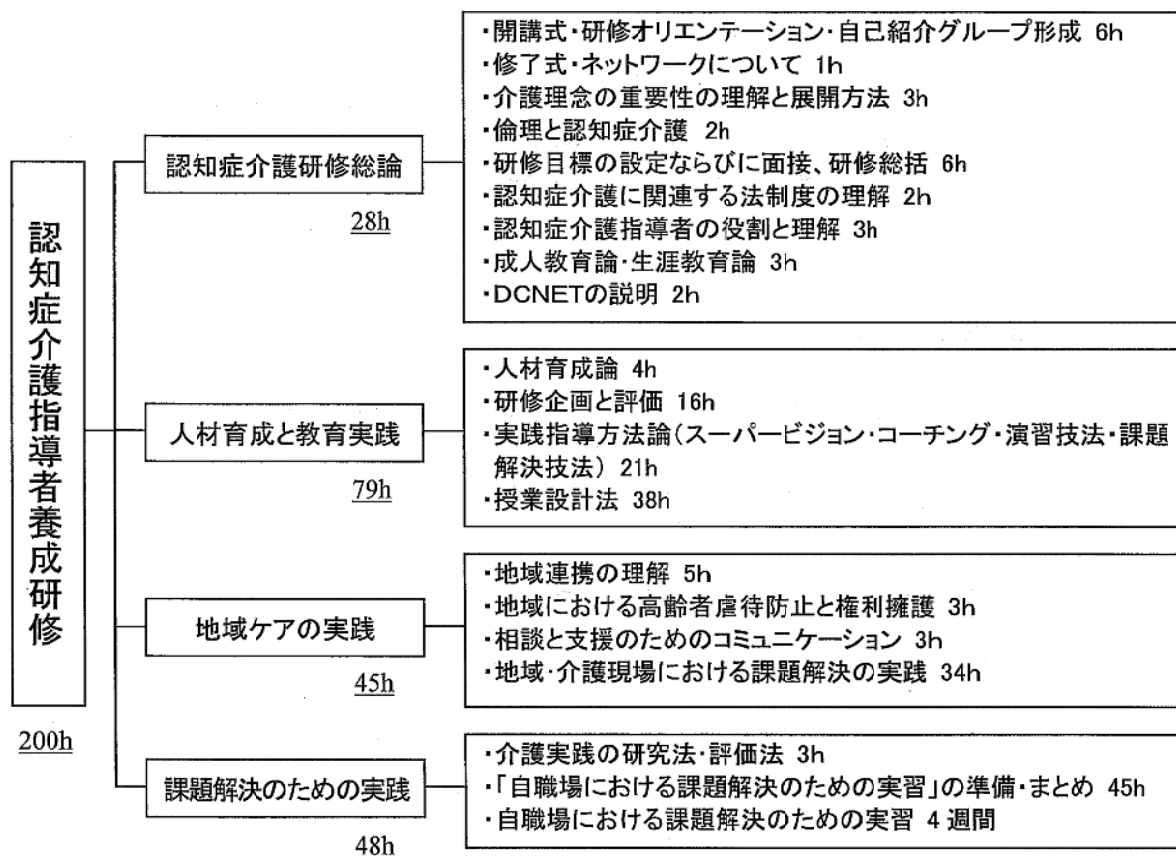 認知症介護指導者養成研修
200h
認知症介護研修総論
28h
・開講式・研修オリエンテーション・自己紹介グループ形成 6h
・修了式・ネットワークについて 1h
・介護理念の重要性の理解と展開方法 3h
・倫理と認知症介護 2h
・研修目標の設定ならびに面接、研修総括 6h
・認知症介護に関連する法制度の理解 2h
・認知症介護指導者の役割と理解 3h
・成人教育論・生涯教育論 3h
・DCNETの説明 2h
人材育成と教育実践
79h
・人材育成論 4h
・研修企画と評価 16h
・実践指導方法論(スーパービジョン・コーチング・演習技法・課題
解決技法) 21h
・授業設計法 38h
地域ケアの実践
45h
・地域連携の理解 5h
・地域における高齢者虐待防止と権利擁護 3h
・相談と支援のためのコミュニケーション 3h
・地域・介護現場における課題解決の実践 34h
課題解決のための実践
48h
・介護実践の研究法・評価法 3h
・「自職場における課題解決のための実習」の準備・まとめ 45h
・自職場における課題解決のための実習 4週間